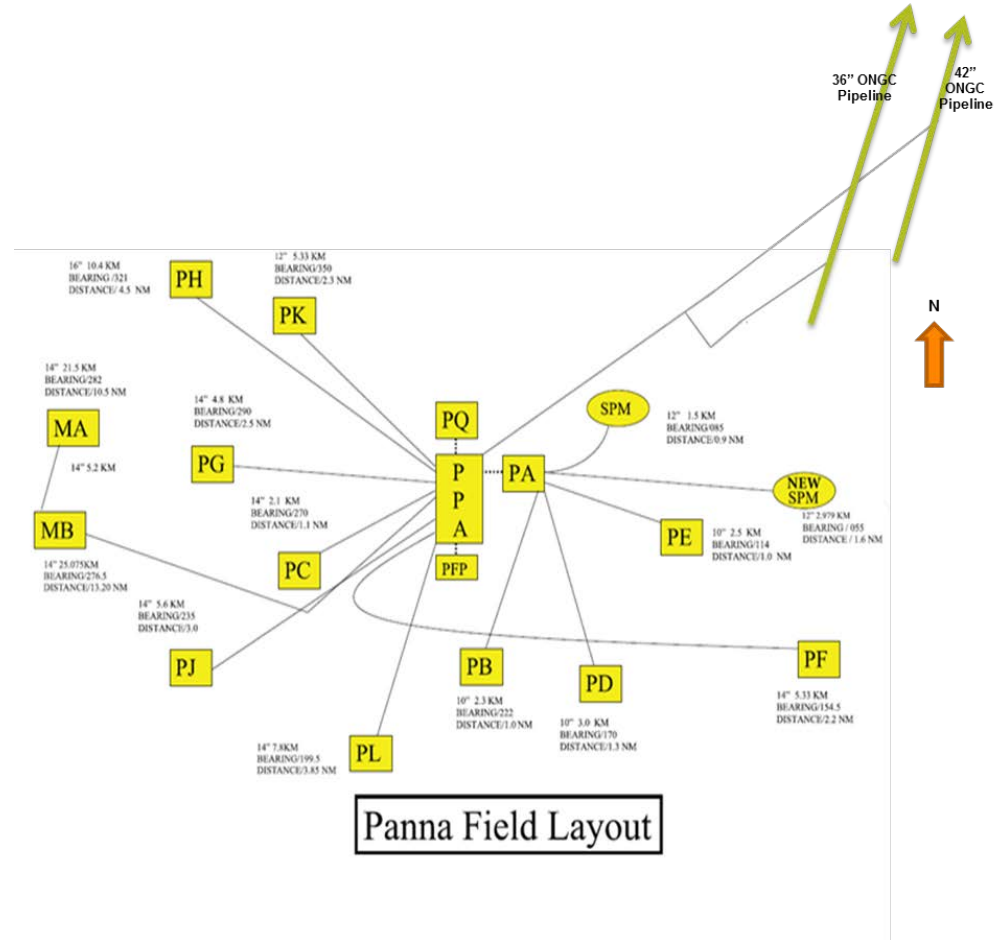 36” ONGC
Pipeline
42”
ONGC
Pipeline
N
16" 10.4 KM
BEARING /321
DISTANCE/ 4.5 NM
PH
12" 5.33 KM
BEARING/350
DISTANCE/2.3 NM
PK
14" 21.5 KM
BEARING/282
DISTANCE/10.5 NM
MA
14" 5.2 KM
14" 4.8 KM
BEARING/290
DISTANCE/2.5 NM
PG
PQ
P
P
A
PFP
PA
SPM
12" 1.5 KM
BEARING/085
DISTANCE/0.9 NM
NEW
SPM
12" 2.979 KM
BEARING / 055
DISTANCE / 1.6 NM
MB
14" 25.075KM
BEARING/276.5
DISTANCE/13.20 NM
14" 2.1 KM
BEARING/270
DISTANCE/1.1 NM
PC
PE
10" 2.5 KM
BEARING/114
DISTANCE/1.0 NM
14" 5.6 KM
BEARING/235
DISTANCE/3.0
PJ
PB
10" 2.3 KM
BEARING/222
DISTANCE/1.0 NM
PD
10" 3.0 KM
BEARING/170
DISTANCE/1.3 NM
PF
14" 5.33 KM
BEARING/154.5
DISTANCE/2.2 NM
14" 7.8KM
BEARING/199.5
DISTANCE/3.85 NM
PL
Panna Field Layout